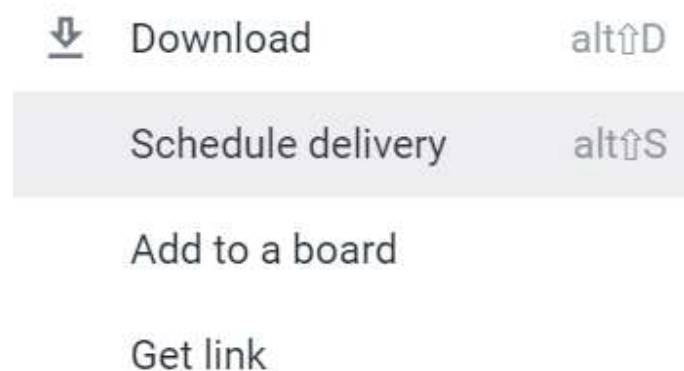 Download alt⇧D
Schedule delivery alt⇧S
Add to a board
Get link